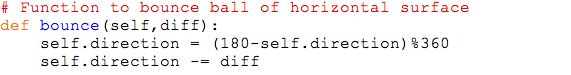 # Function to bounce ball of horizontal surface
def bounce(self,diff):
    self.direction = (180-self.direction)%360
    self.direction -= diff